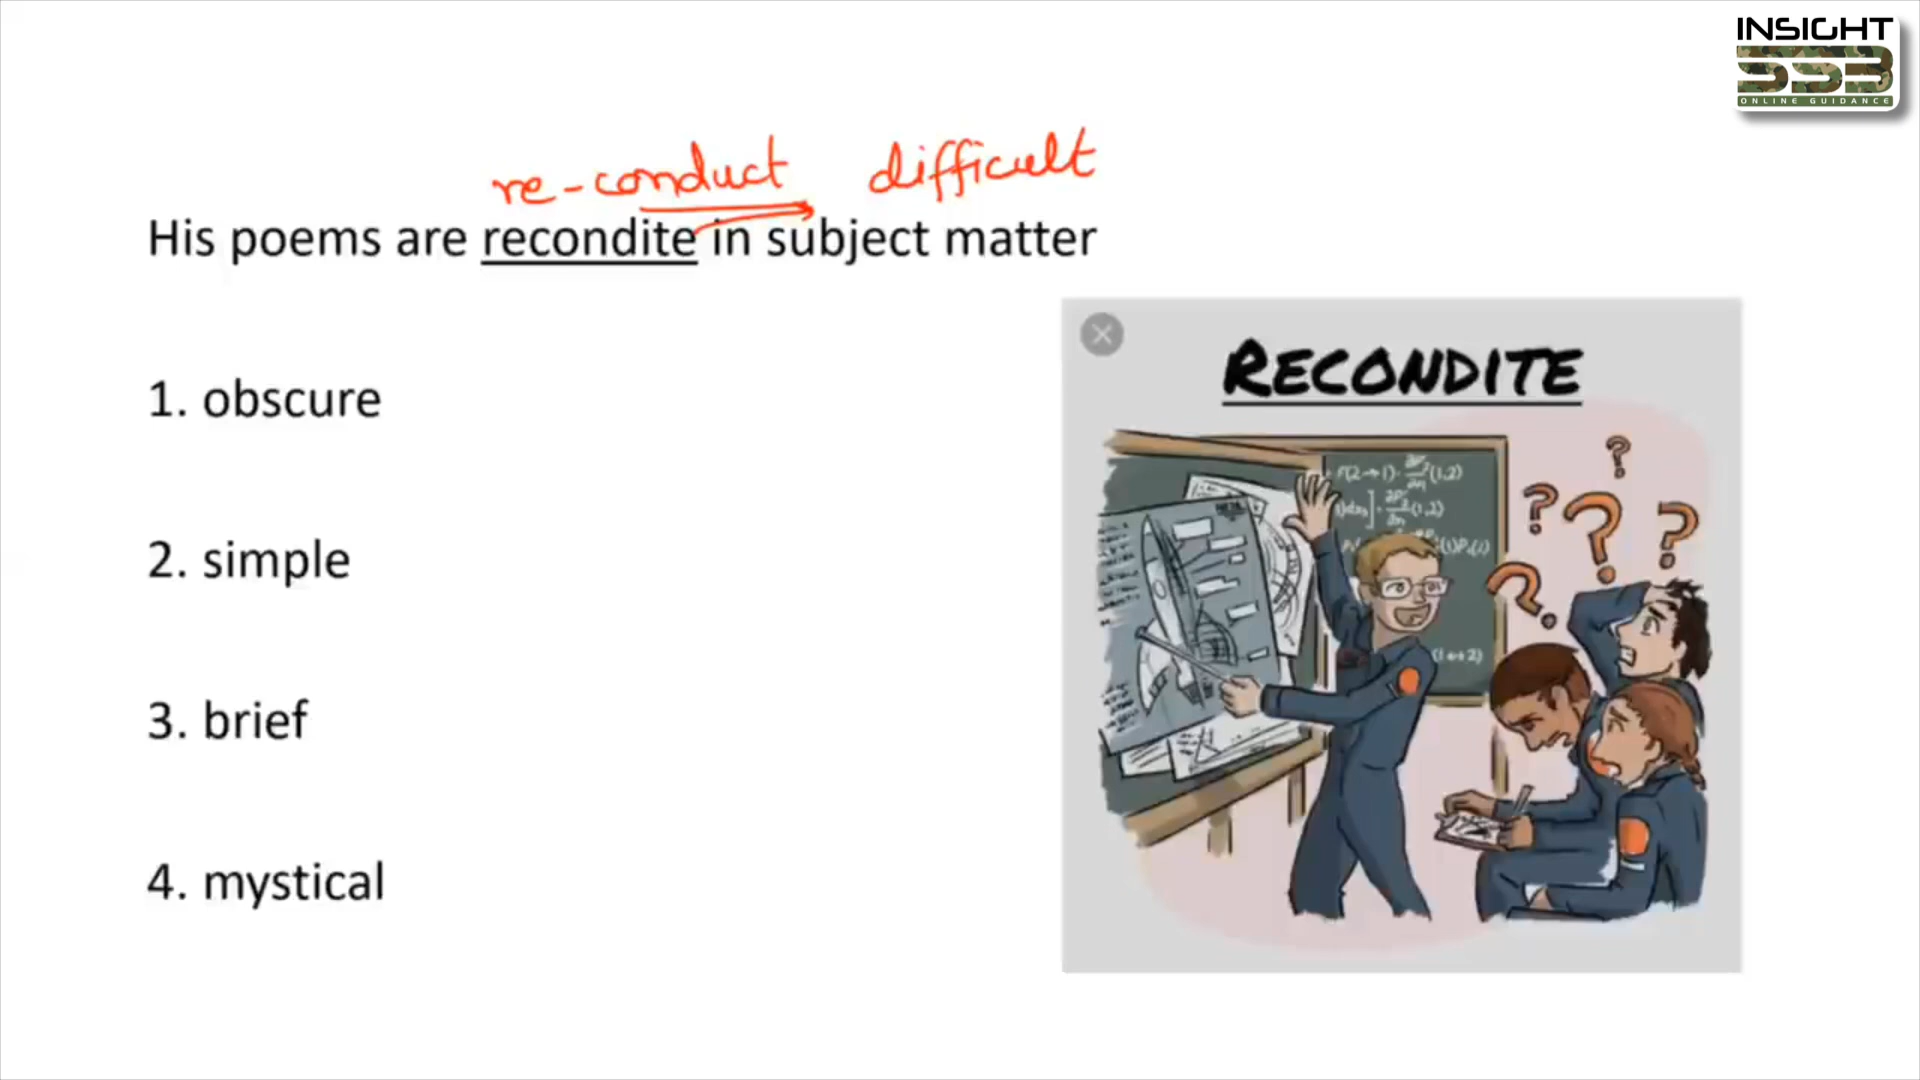 INSIGHT
SSB
ONLINE GUIDANCE
re-conduct difficult
His poems are recondite in subject matter
1. obscure
2. simple
3. brief
4. mystical
RECONDITE